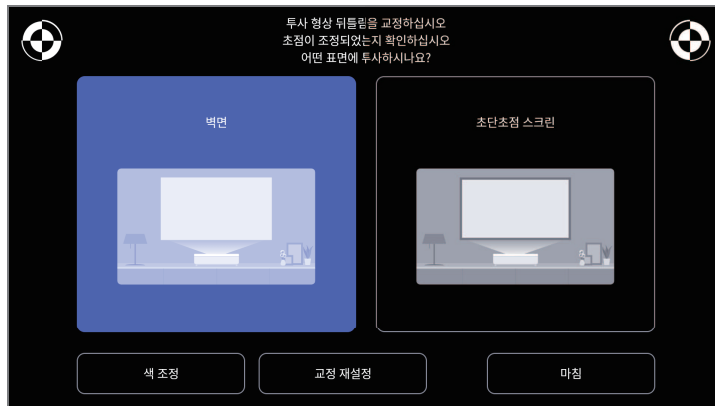 투사 형상 뒤틀림을 교정하십시오
초점이 조정되었는지 확인하십시오
어떤 표면에 투사하시나요?
벽면
초단초점 스크린
색 조정
교정 재설정
마침